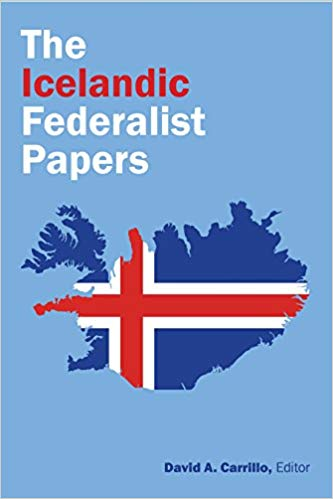 The
Icelandic
Federalist
Papers
David A. Carrillo, Editor